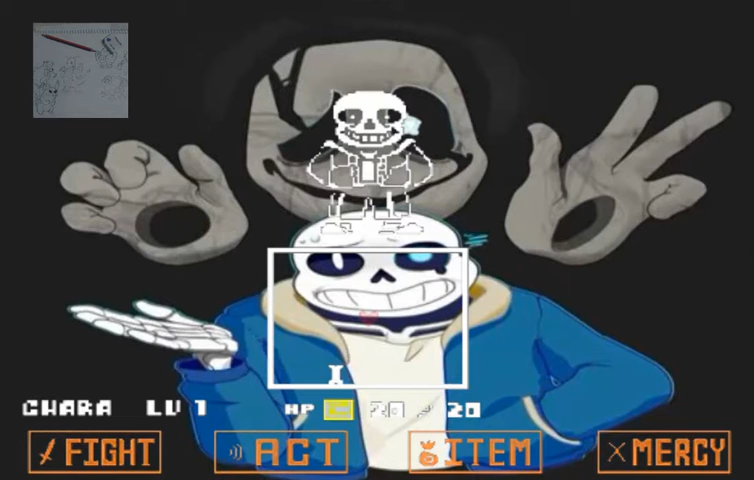 CHARA LV 1 HP 20 / 20
FIGHT ACT ITEM MERCY